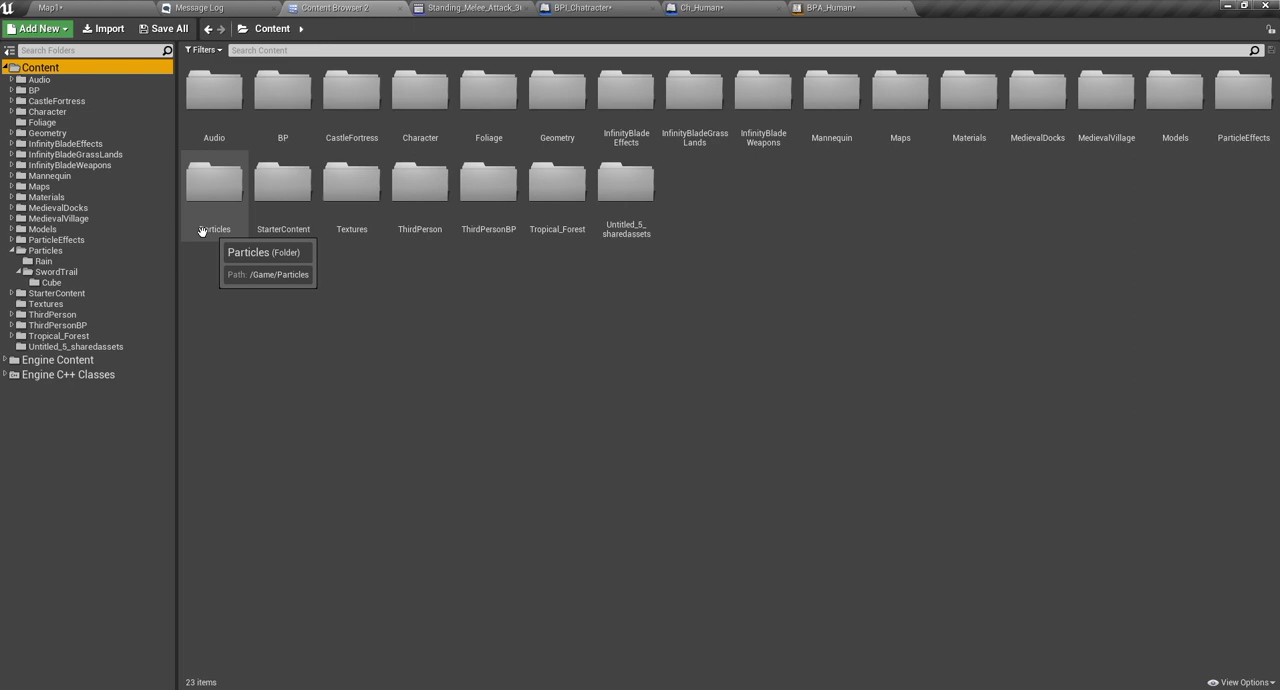 Map1*
Message Log
Content Browser 2
Standing_Melee_Attack_3
BPI_Chatracter*
Ch_Human*
BPA_Human*
Add New
Import
Save All
Content
Search Folders
Filters
Search Content
Content
Audio
BP
CastleFortress
Character
Foliage
Geometry
InfinityBladeEffects
InfinityBladeGrassLands
InfinityBladeWeapons
Mannequin
Maps
Materials
MedievalDocks
MedievalVillage
Models
ParticleEffects
Particles
Rain
SwordTrail
Cube
StarterContent
Textures
ThirdPerson
ThirdPersonBP
Tropical_Forest
Untitled_5_sharedassets
Engine Content
Engine C++ Classes
Audio
BP
CastleFortress
Character
Foliage
Geometry
InfinityBlade
Effects
InfinityBladeGrass
Lands
InfinityBlade
Weapons
Mannequin
Maps
Materials
MedievalDocks
MedievalVillage
Models
ParticleEffects
Particles
StarterContent
Textures
ThirdPerson
ThirdPersonBP
Tropical_Forest
Untitled_5_
sharedassets
Particles (Folder)
Path: /Game/Particles
23 items
View Options